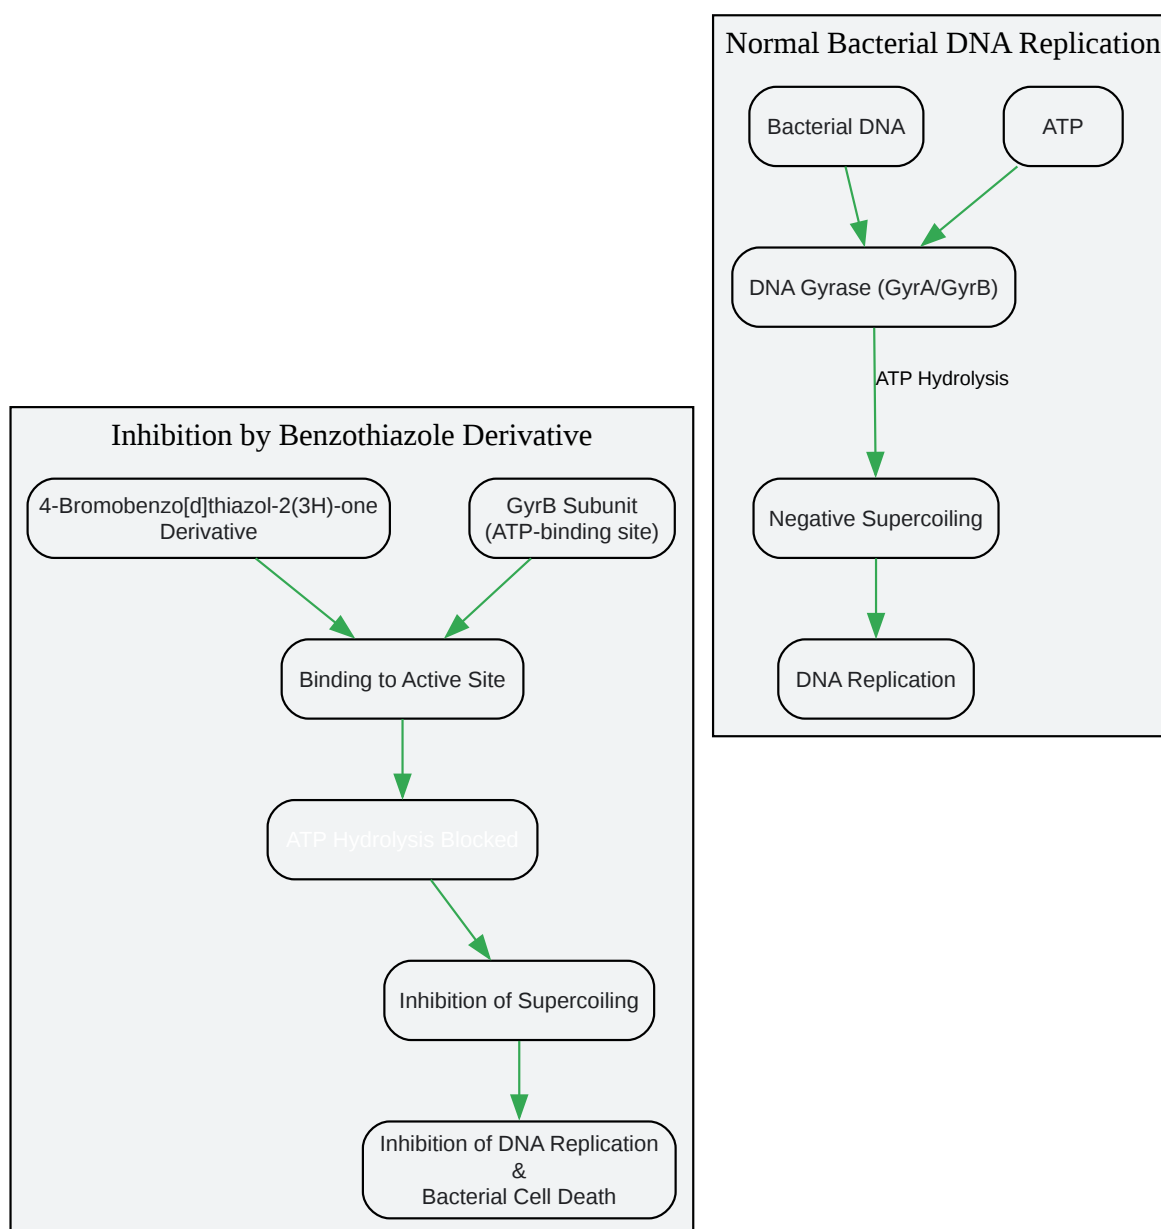 Normal Bacterial DNA Replication
Bacterial DNA
ATP
DNA Gyrase (GyrA/GyrB)
ATP Hydrolysis
Negative Supercoiling
DNA Replication
Inhibition by Benzothiazole Derivative
4-Bromobenzo[d]thiazol-2(3H)-one
Derivative
GyrB Subunit
(ATP-binding site)
Binding to Active Site
ATP Hydrolysis Blocked
Inhibition of Supercoiling
Inhibition of DNA Replication
&
Bacterial Cell Death